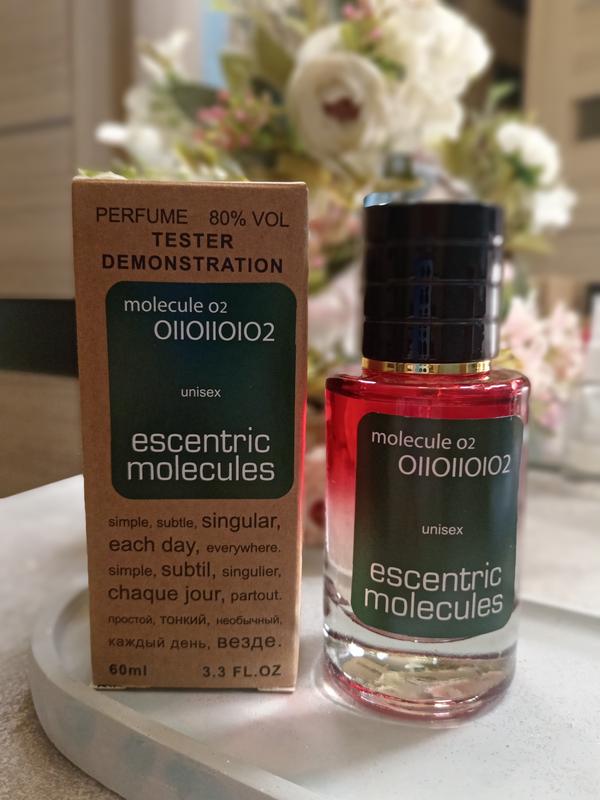 PERFUME 80% VOL
TESTER
DEMONSTRATION
molecule 02
OIIOIIOIO2
unisex
escentric
molecules
simple, subtle, singular,
each day, everywhere.
simple, subtil, singulier,
chaque jour, partout.
простой, тонкий, необычный,
каждый день, везде.
60ml 3.3 FL.OZ
molecule 02
OIIOIIOIO2
unisex
escentric
molecules